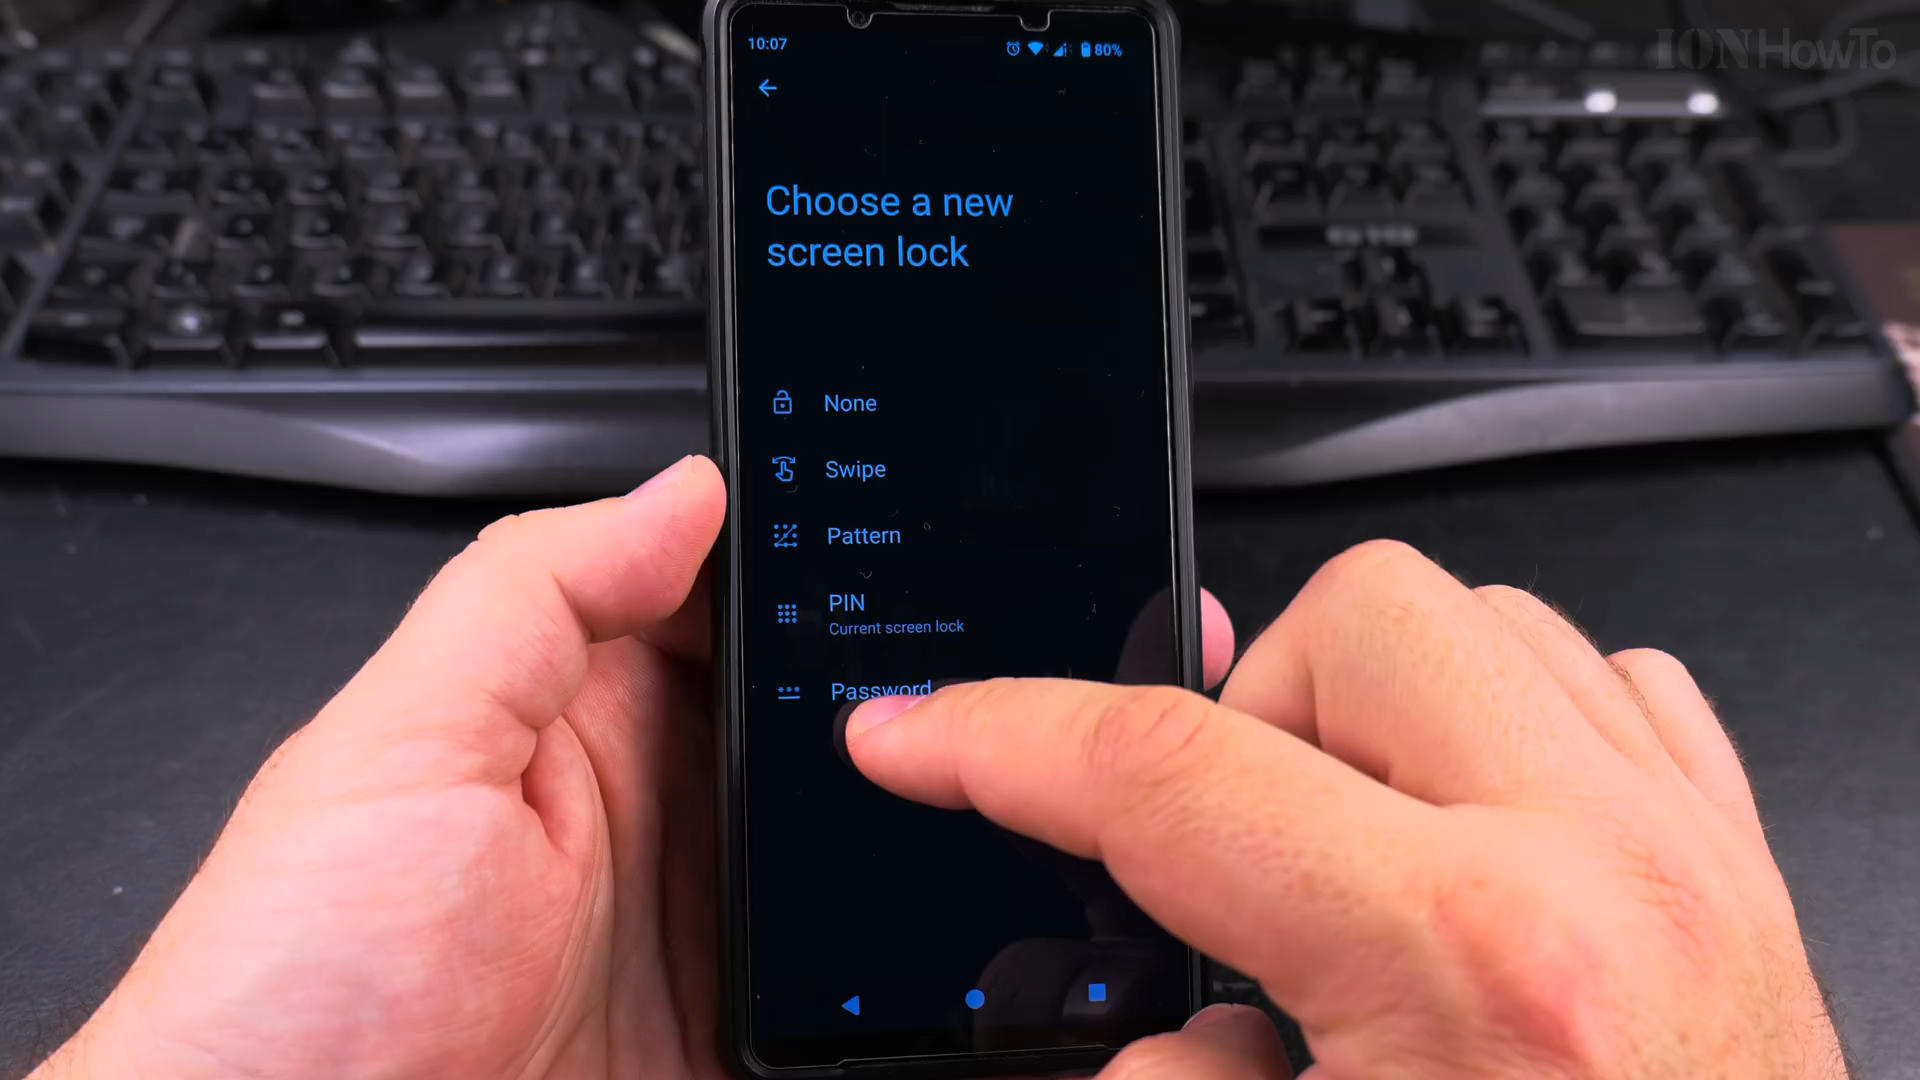 IONHowTo
10:07
80%
Choose a new
screen lock
None
Swipe
Pattern
PIN
Current screen lock
Password